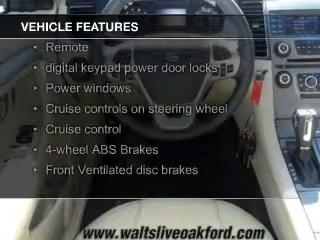 VEHICLE FEATURES
• Remote
• digital keypad power door locks
• Power windows
• Cruise controls on steering wheel
• Cruise control
• 4-wheel ABS Brakes
• Front Ventilated disc brakes
www.waltsliveoakford.com